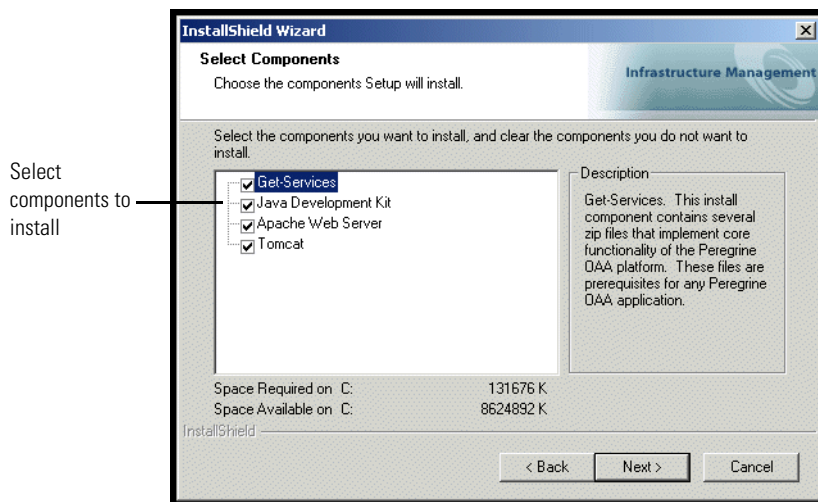 InstallShield Wizard
Select Components
Choose the components Setup will install.
Infrastructure Management
Select the components you want to install, and clear the components you do not want to
install.
Select
components to
install
Get-Services
Java Development Kit
Apache Web Server
Tomcat
Description
Get-Services. This install
component contains several
zip files that implement core
functionality of the Peregrine
OAA platform. These files are
prerequisites for any Peregrine
OAA application.
Space Required on C: 131676 K
Space Available on C: 8624892 K
InstallShield
< Back
Next >
Cancel